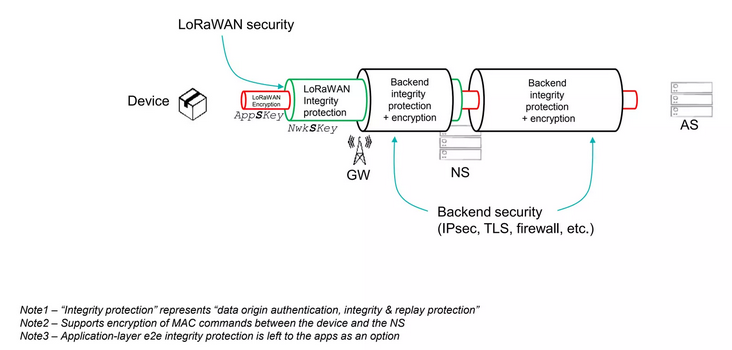 LoRaWAN security
Device
LoRaWAN
Encryption
AppSKey
LoRaWAN
Integrity
protection
NwkSKey
Backend
integrity
protection
+ encryption
Backend
integrity
protection
+ encryption
GW
NS
AS
Backend security
(IPsec, TLS, firewall, etc.)
Note1 – “Integrity protection” represents “data origin authentication, integrity & replay protection”
Note2 – Supports encryption of MAC commands between the device and the NS
Note3 – Application-layer e2e integrity protection is left to the apps as an option